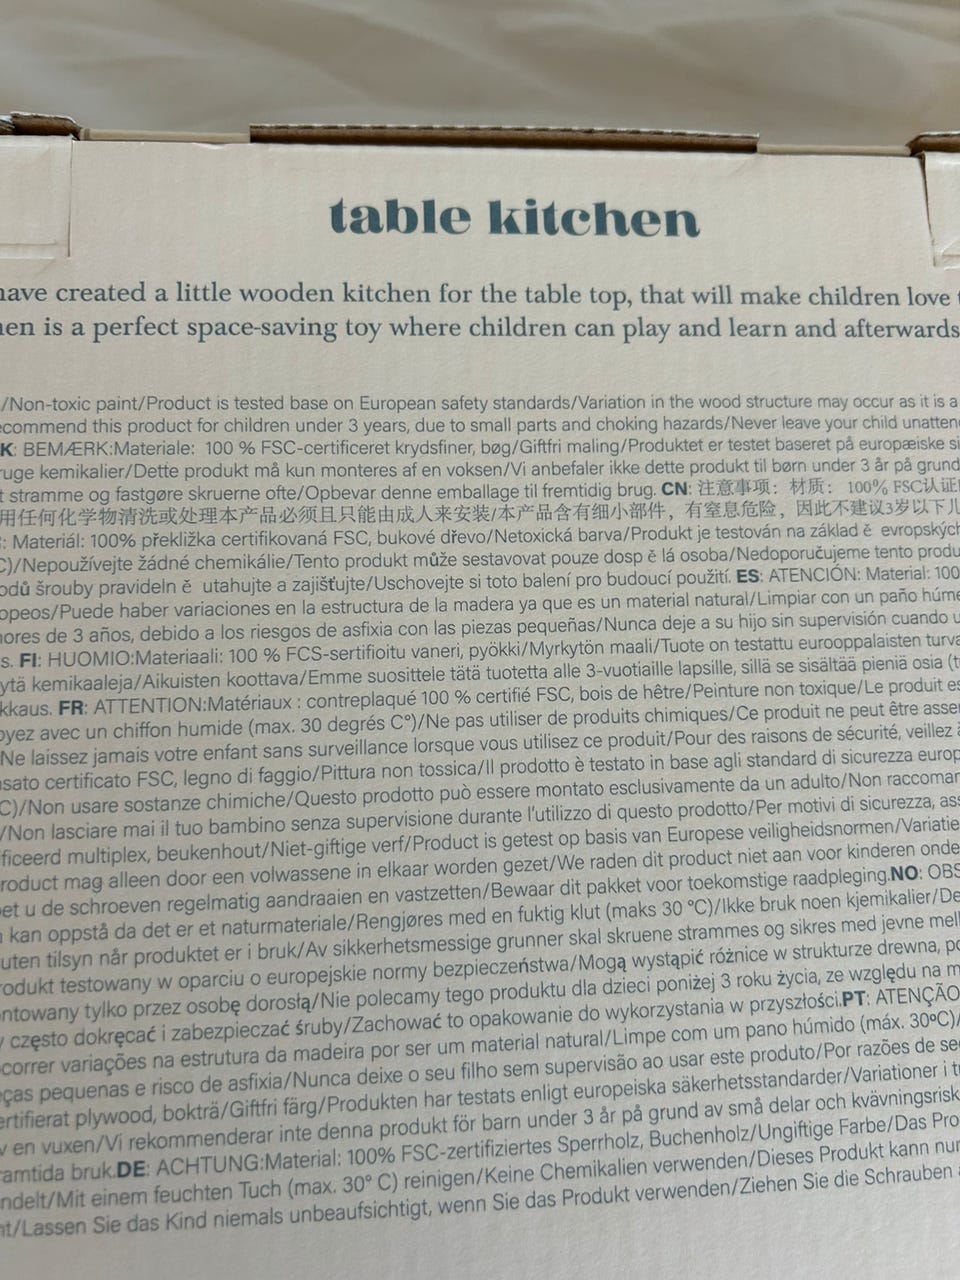 table kitchen
have created a little wooden kitchen for the table top, that will make children love
hen is a perfect space-saving toy where children can play and learn and afterwards
/Non-toxic paint/Product is tested base on European safety standards/Variation in the wood structure may occur as it is a
ecommend this product for children under 3 years, due to small parts and choking hazards/Never leave your child unattend
K: BEMÆRK:Materiale: 100 % FSC-certificeret krydsfiner, bøg/Giftfri maling/Produktet er testet baseret på europæiske si
ruge kemikalier/Dette produkt må kun monteres af en voksen/Vi anbefaler ikke dette produkt til børn under 3 år på grund
t stramme og fastgøre skruerne ofte/Opbevar denne emballage til fremtidig brug. CN: 注意事项： 材质： 100% FSC认证
用任何化学物清洗或处理本产品必须且只能由成人来安装/本产品含有细小部件，有窒息危险，因此不建议3岁以下儿
: Materiál: 100% překližka certifikovaná FSC, bukové dřevo/Netoxická barva/Produkt je testován na základ ě evropských
C)/Nepoužívejte žádné chemikálie/Tento produkt může sestavovat pouze dosp ě lá osoba/Nedoporučujeme tento produ
odů šrouby pravideln ě utahujte a zajišťujte/Uschovejte si toto balení pro budoucí použití. ES: ATENCIÓN: Material: 100
opeos/Puede haber variaciones en la estructura de la madera ya que es un material natural/Limpiar con un paño húme
nores de 3 años, debido a los riesgos de asfixia con las piezas pequeñas/Nunca deje a su hijo sin supervisión cuando u
s. FI: HUOMIO:Materiaali: 100 % FCS-sertifioitu vaneri, pyökki/Myrkytön maali/Tuote on testattu eurooppalaisten turva
ytä kemikaaleja/Aikuisten koottava/Emme suosittele tätä tuotetta alle 3-vuotiaille lapsille, sillä se sisältää pieniä osia (t
kkaus. FR: ATTENTION:Matériaux : contreplaqué 100 % certifié FSC, bois de hêtre/Peinture non toxique/Le produit es
oyez avec un chiffon humide (max. 30 degrés C°)/Ne pas utiliser de produits chimiques/Ce produit ne peut être asse
Ne laissez jamais votre enfant sans surveillance lorsque vous utilisez ce produit/Pour des raisons de sécurité, veillez à
nsato certificato FSC, legno di faggio/Pittura non tossica/Il prodotto è testato in base agli standard di sicurezza europ
C)/Non usare sostanze chimiche/Questo prodotto può essere montato esclusivamente da un adulto/Non raccoman
/Non lasciare mai il tuo bambino senza supervisione durante l'utilizzo di questo prodotto/Per motivi di sicurezza, ass
ficeerd multiplex, beukenhout/Niet-giftige verf/Product is getest op basis van Europese veiligheidsnormen/Variatie
product mag alleen door een volwassene in elkaar worden gezet/We raden dit product niet aan voor kinderen onde
oet u de schroeven regelmatig aandraaien en vastzetten/Bewaar dit pakket voor toekomstige raadpleging.NO: OBS
n kan oppstå da det er et naturmateriale/Rengjøres med en fuktig klut (maks 30 °C)/Ikke bruk noen kjemikalier/De
uten tilsyn når produktet er i bruk/Av sikkerhetsmessige grunner skal skruene strammes og sikres med jevne mell
rodukt testowany w oparciu o europejskie normy bezpieczeństwa/Mogą wystąpić różnice w strukturze drewna, po
ntowany tylko przez osobę dorosłą/Nie polecamy tego produktu dla dzieci poniżej 3 roku życia, ze względu na m
y często dokręcać i zabezpieczać śruby/Zachować to opakowanie do wykorzystania w przyszłości.PT: ATENÇÃO
ocorrer variações na estrutura da madeira por ser um material natural/Limpe com um pano húmido (máx. 30ºC)/
eças pequenas e risco de asfixia/Nunca deixe o seu filho sem supervisão ao usar este produto/Por razões de se
ertifierat plywood, bokträ/Giftfri färg/Produkten har testats enligt europeiska säkerhetsstandarder/Variationer i t
v en vuxen/Vi rekommenderar inte denna produkt för barn under 3 år på grund av små delar och kvävningsrisk
ramtida bruk.DE: ACHTUNG:Material: 100% FSC-zertifiziertes Sperrholz, Buchenholz/Ungiftige Farbe/Das Pro
ndelt/Mit einem feuchten Tuch (max. 30° C) reinigen/Keine Chemikalien verwenden/Dieses Produkt kann nur
nt/Lassen Sie das Kind niemals unbeaufsichtigt, wenn Sie das Produkt verwenden/Ziehen Sie die Schrauben